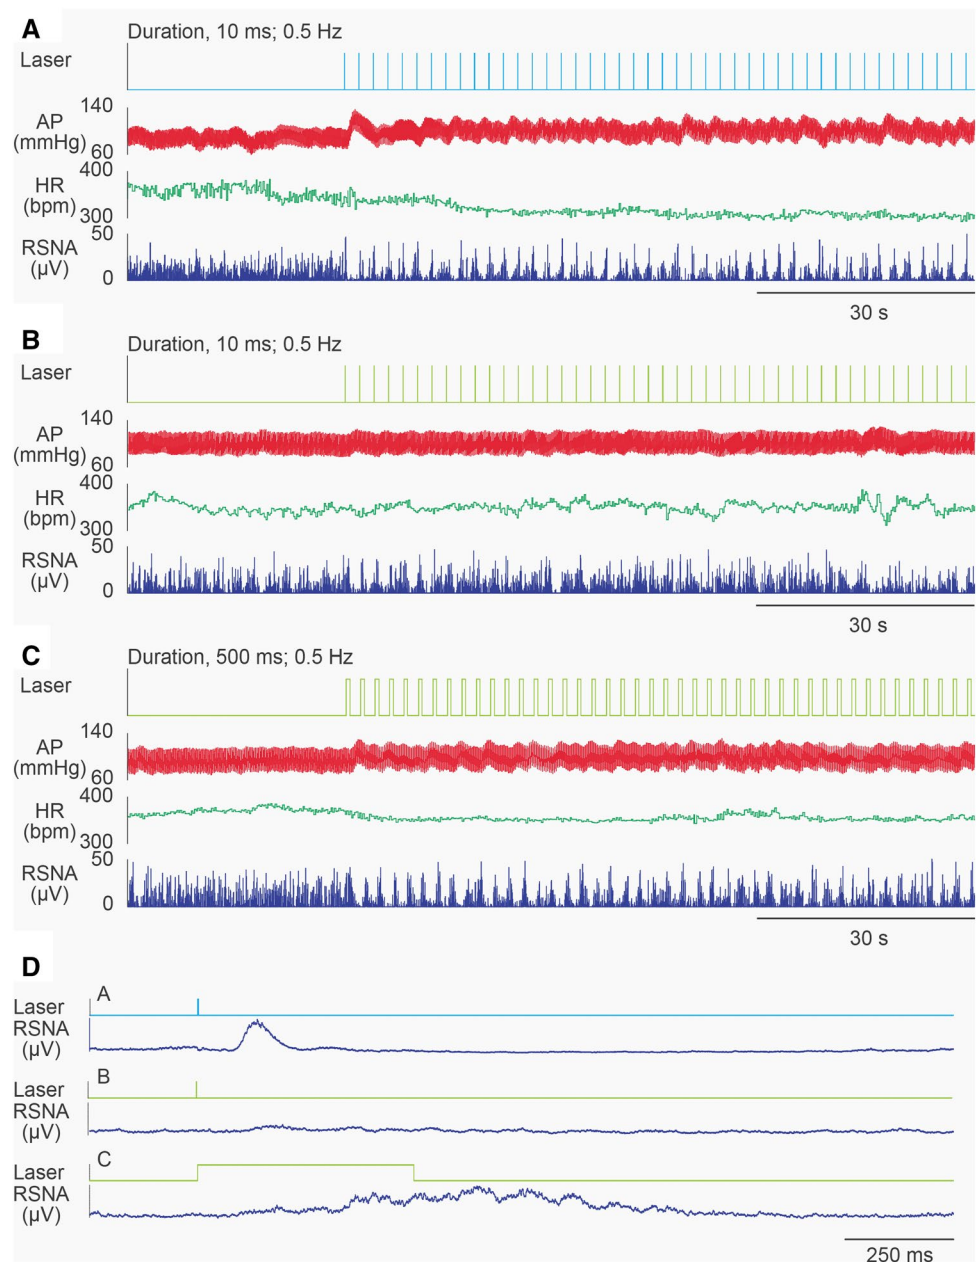 A
Duration, 10 ms; 0.5 Hz
Laser
AP
(mmHg)
140
60
HR
(bpm)
400
300
RSNA
(µV)
50
0
30 s
B
Duration, 10 ms; 0.5 Hz
Laser
AP
(mmHg)
140
60
HR
(bpm)
400
300
RSNA
(µV)
50
0
30 s
C
Duration, 500 ms; 0.5 Hz
Laser
AP
(mmHg)
140
60
HR
(bpm)
400
300
RSNA
(µV)
50
0
30 s
D
A
Laser
RSNA
(µV)
B
Laser
RSNA
(µV)
C
Laser
RSNA
(µV)
250 ms